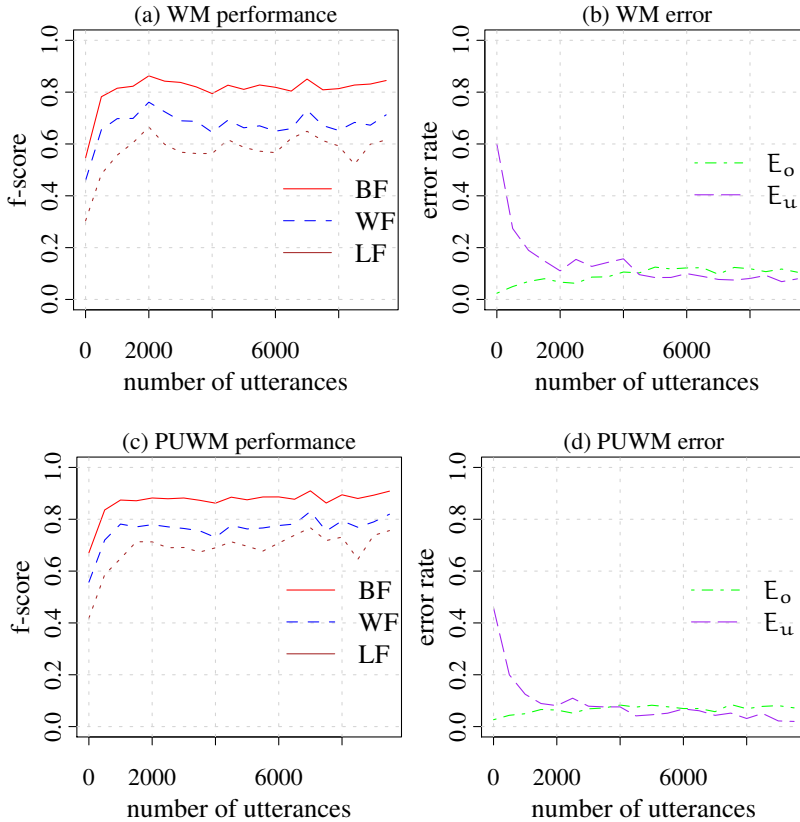 (a) WM performance
f-score
1.0
0.8
0.6
0.4
0.2
0.0
BF
WF
LF
0 2000 6000
number of utterances
(b) WM error
error rate
1.0
0.8
0.6
0.4
0.2
0.0
Eo
Eu
0 2000 6000
number of utterances
(c) PUWM performance
f-score
1.0
0.8
0.6
0.4
0.2
0.0
BF
WF
LF
0 2000 6000
number of utterances
(d) PUWM error
error rate
1.0
0.8
0.6
0.4
0.2
0.0
Eo
Eu
0 2000 6000
number of utterances